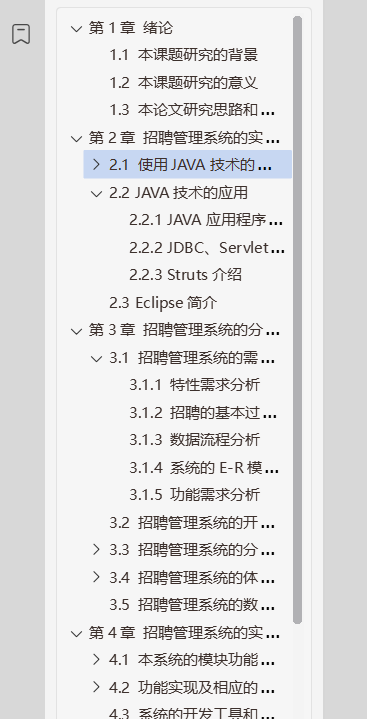 第 1 章 绪论
1.1 本课题研究的背景
1.2 本课题研究的意义
1.3 本论文研究思路和...
第 2 章 招聘管理系统的实...
2.1 使用 JAVA 技术的...
2.2 JAVA 技术的应用
2.2.1 JAVA 应用程序...
2.2.2 JDBC、Servlet...
2.2.3 Struts 介绍
2.3 Eclipse 简介
第 3 章 招聘管理系统的分...
3.1 招聘管理系统的需...
3.1.1 特性需求分析
3.1.2 招聘的基本过...
3.1.3 数据流程分析
3.1.4 系统的 E-R 模...
3.1.5 功能需求分析
3.2 招聘管理系统的开...
3.3 招聘管理系统的分...
3.4 招聘管理系统的体...
3.5 招聘管理系统的数...
第 4 章 招聘管理系统的实...
4.1 本系统的模块功能...
4.2 功能实现及相应的...
4.3 系统的开发工具和...